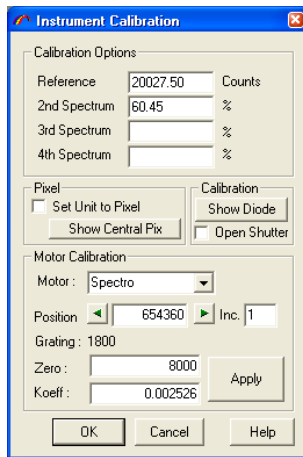 Instrument Calibration
Calibration Options
Reference 20027.50 Counts
2nd Spectrum 60.45 %
3rd Spectrum %
4th Spectrum %
Pixel
Set Unit to Pixel
Show Central Pix
Calibration
Show Diode
Open Shutter
Motor Calibration
Motor : Spectro
Position 654360 Inc. 1
Grating : 1800
Zero : 8000
Koeff : 0.002526
Apply
OK Cancel Help